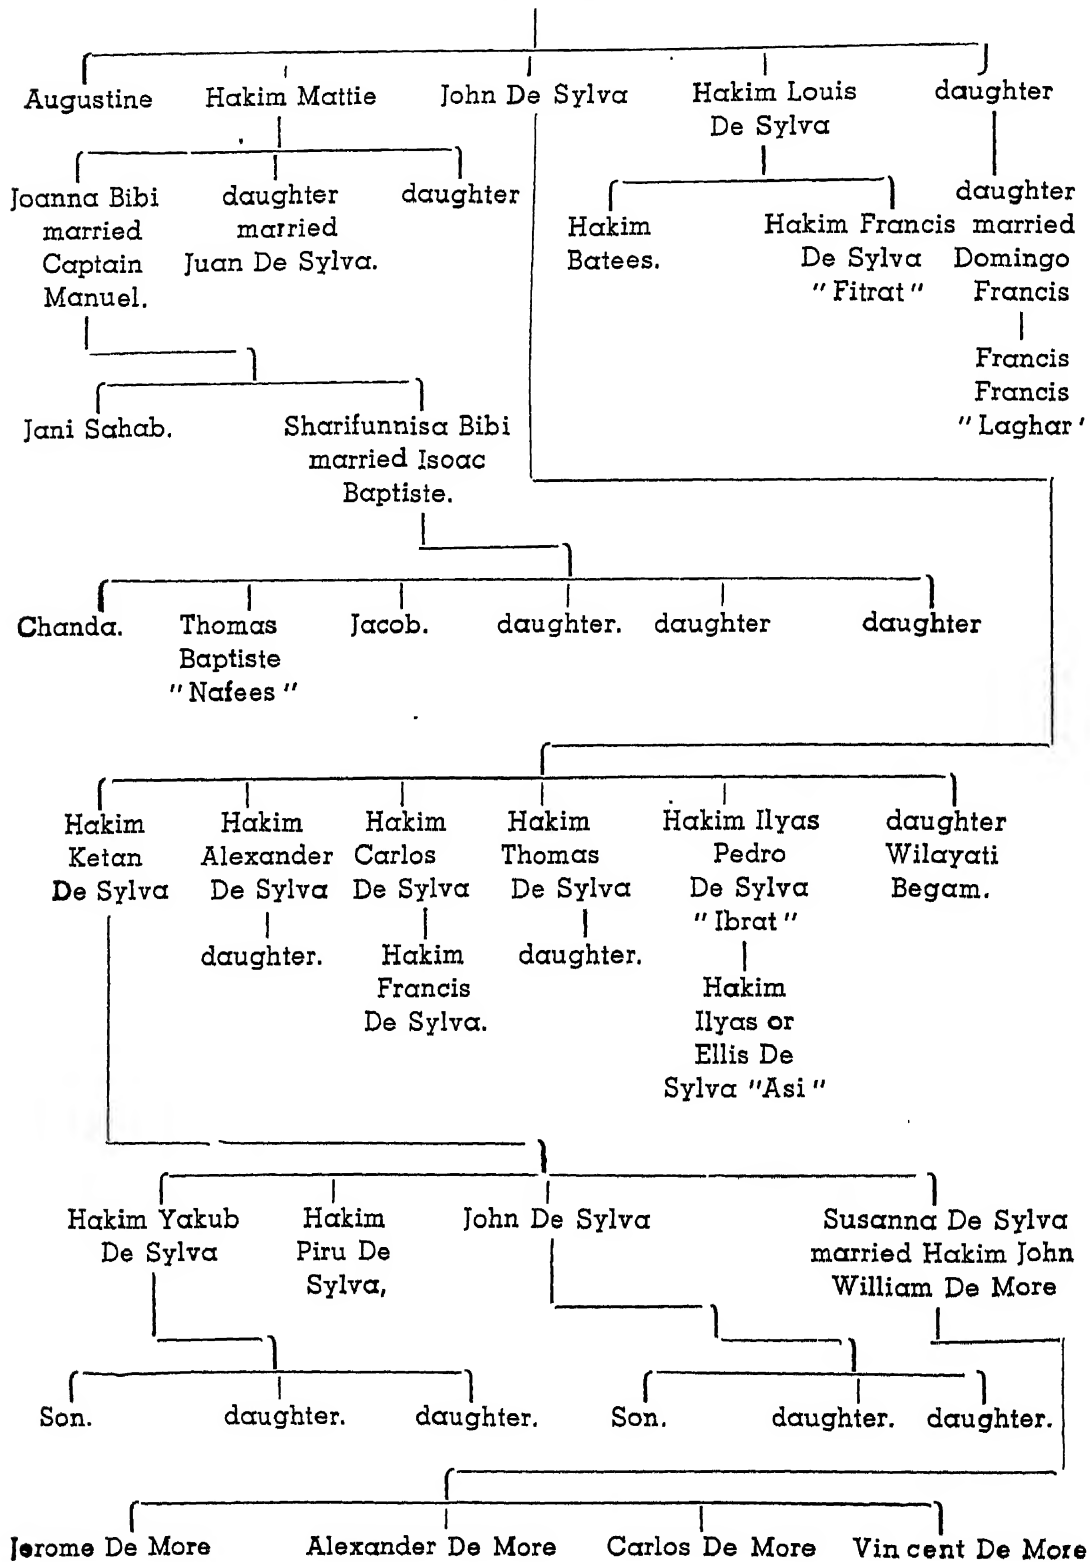 Augustine Hakim Mattie John De Sylva Hakim Louis De Sylva daughter
Joanna Bibi
married
Captain
Manuel.
daughter
married
Juan De Sylva.
daughter
Hakim
Batees.
Hakim Francis
De Sylva
"Fitrat"
daughter
married
Domingo
Francis
Francis
Francis
"Laghar'
Jani Sahab.
Sharifunnisa Bibi
married Isoac
Baptiste.
Chanda.
Thomas
Baptiste
"Nafees"
Jacob.
daughter.
daughter
daughter
Hakim
Ketan
De Sylva
Hakim
Alexander
De Sylva
daughter.
Hakim
Carlos
De Sylva
Hakim
Francis
De Sylva.
Hakim
Thomas
De Sylva
daughter.
Hakim Ilyas
Pedro
De Sylva
"Ibrat"
Hakim
Ilyas or
Ellis De
Sylva "Asi"
daughter
Wilayati
Begam.
Hakim Yakub
De Sylva
Hakim
Piru De
Sylva,
John De Sylva
Susanna De Sylva
married Hakim John
William De More
Son.
daughter.
daughter.
Son.
daughter.
daughter.
Jerome De More
Alexander De More
Carlos De More
Vincent De More